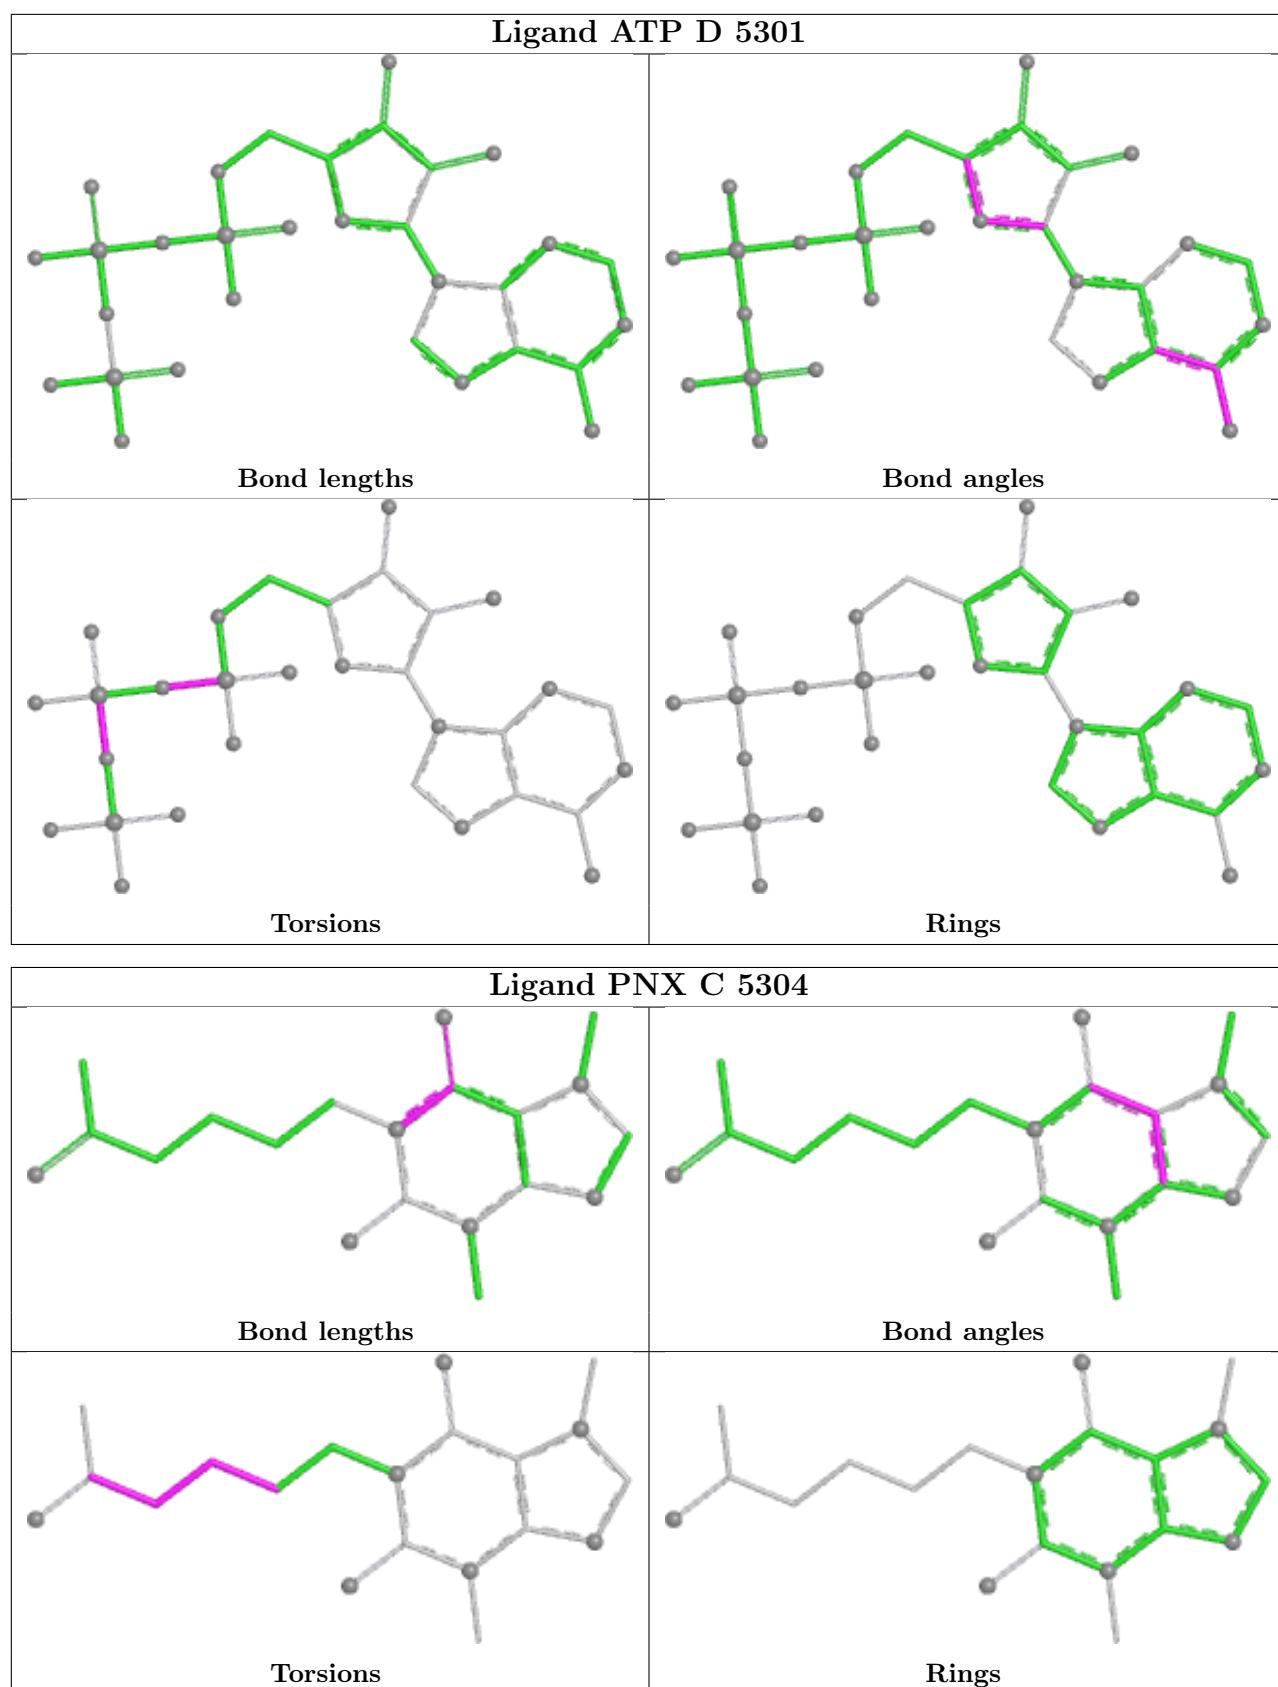 Ligand ATP D 5301
Bond lengths
Bond angles
Torsions
Rings
Ligand PNX C 5304
Bond lengths
Bond angles
Torsions
Rings